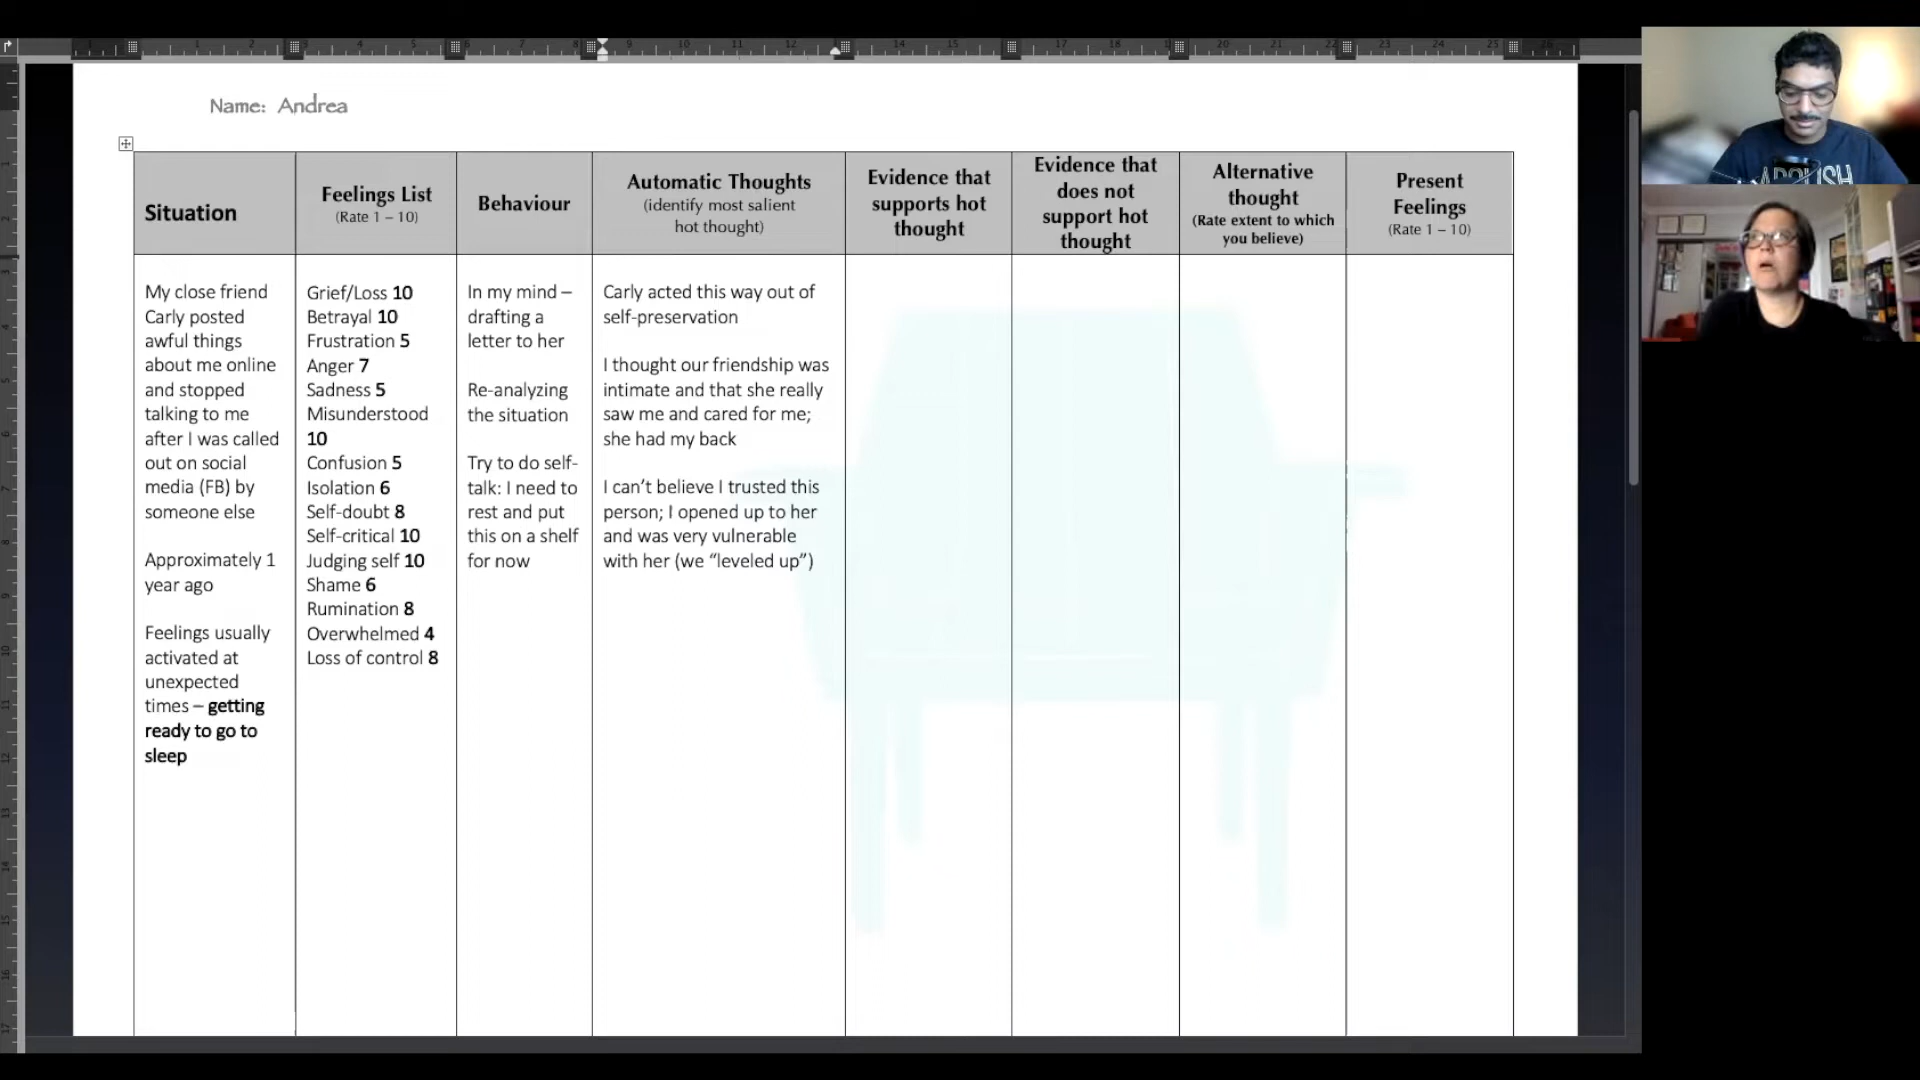 Name: Andrea
Situation
Feelings List
(Rate 1 – 10)
Behaviour
Automatic Thoughts
(identify most salient
hot thought)
Evidence that
supports hot
thought
Evidence that
does not
support hot
thought
Alternative
thought
(Rate extent to which
you believe)
Present
Feelings
(Rate 1 – 10)
My close friend
Carly posted
awful things
about me online
and stopped
talking to me
after I was called
out on social
media (FB) by
someone else
Approximately 1
year ago
Feelings usually
activated at
unexpected
times – getting
ready to go to
sleep
Grief/Loss 10
Betrayal 10
Frustration 5
Anger 7
Sadness 5
Misunderstood
10
Confusion 5
Isolation 6
Self-doubt 8
Self-critical 10
Judging self 10
Shame 6
Rumination 8
Overwhelmed 4
Loss of control 8
In my mind –
drafting a
letter to her
Re-analyzing
the situation
Try to do self-
talk: I need to
rest and put
this on a shelf
for now
Carly acted this way out of
self-preservation
I thought our friendship was
intimate and that she really
saw me and cared for me;
she had my back
I can’t believe I trusted this
person; I opened up to her
and was very vulnerable
with her (we “leveled up”)